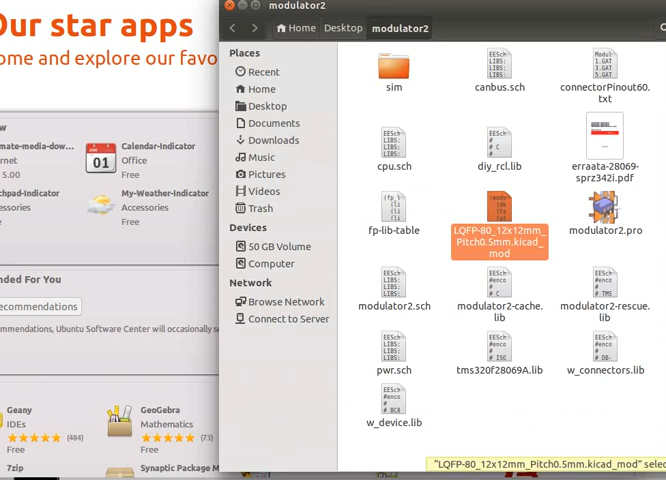 Our star apps
ome and explore our favo
w
mate-media-dow...
rnet
5.00
Calendar-Indicator
Office
Free
01
chpad-Indicator
ssories
My-Weather-Indicator
Accessories
Free
nded For You
ecommendations
mmendations, Ubuntu Software Center will occasionally s
Geany
IDEs
(484)
Free
GeoGebra
Mathematics
(73)
Free
7zip
Synaptic Package M
modulator2
Home
Desktop
modulator2
Places
Recent
Home
Desktop
Documents
Downloads
Music
Pictures
Videos
Trash
Devices
50 GB Volume
Computer
Network
Browse Network
Connect to Server
sim
canbus.sch
connectorPinout60.
txt
cpu.sch
diy_rcl.lib
erraata-28069-
sprz342i.pdf
fp-lib-table
LQFP-80_12x12mm_
Pitch0.5mm.kicad_
mod
modulator2.pro
modulator2.sch
modulator2-cache.
lib
modulator2-rescue.
lib
pwr.sch
tms320f28069A.lib
w_connectors.lib
w_device.lib
"LQFP-80_12x12mm_Pitch0.5mm.kicad_mod" selec